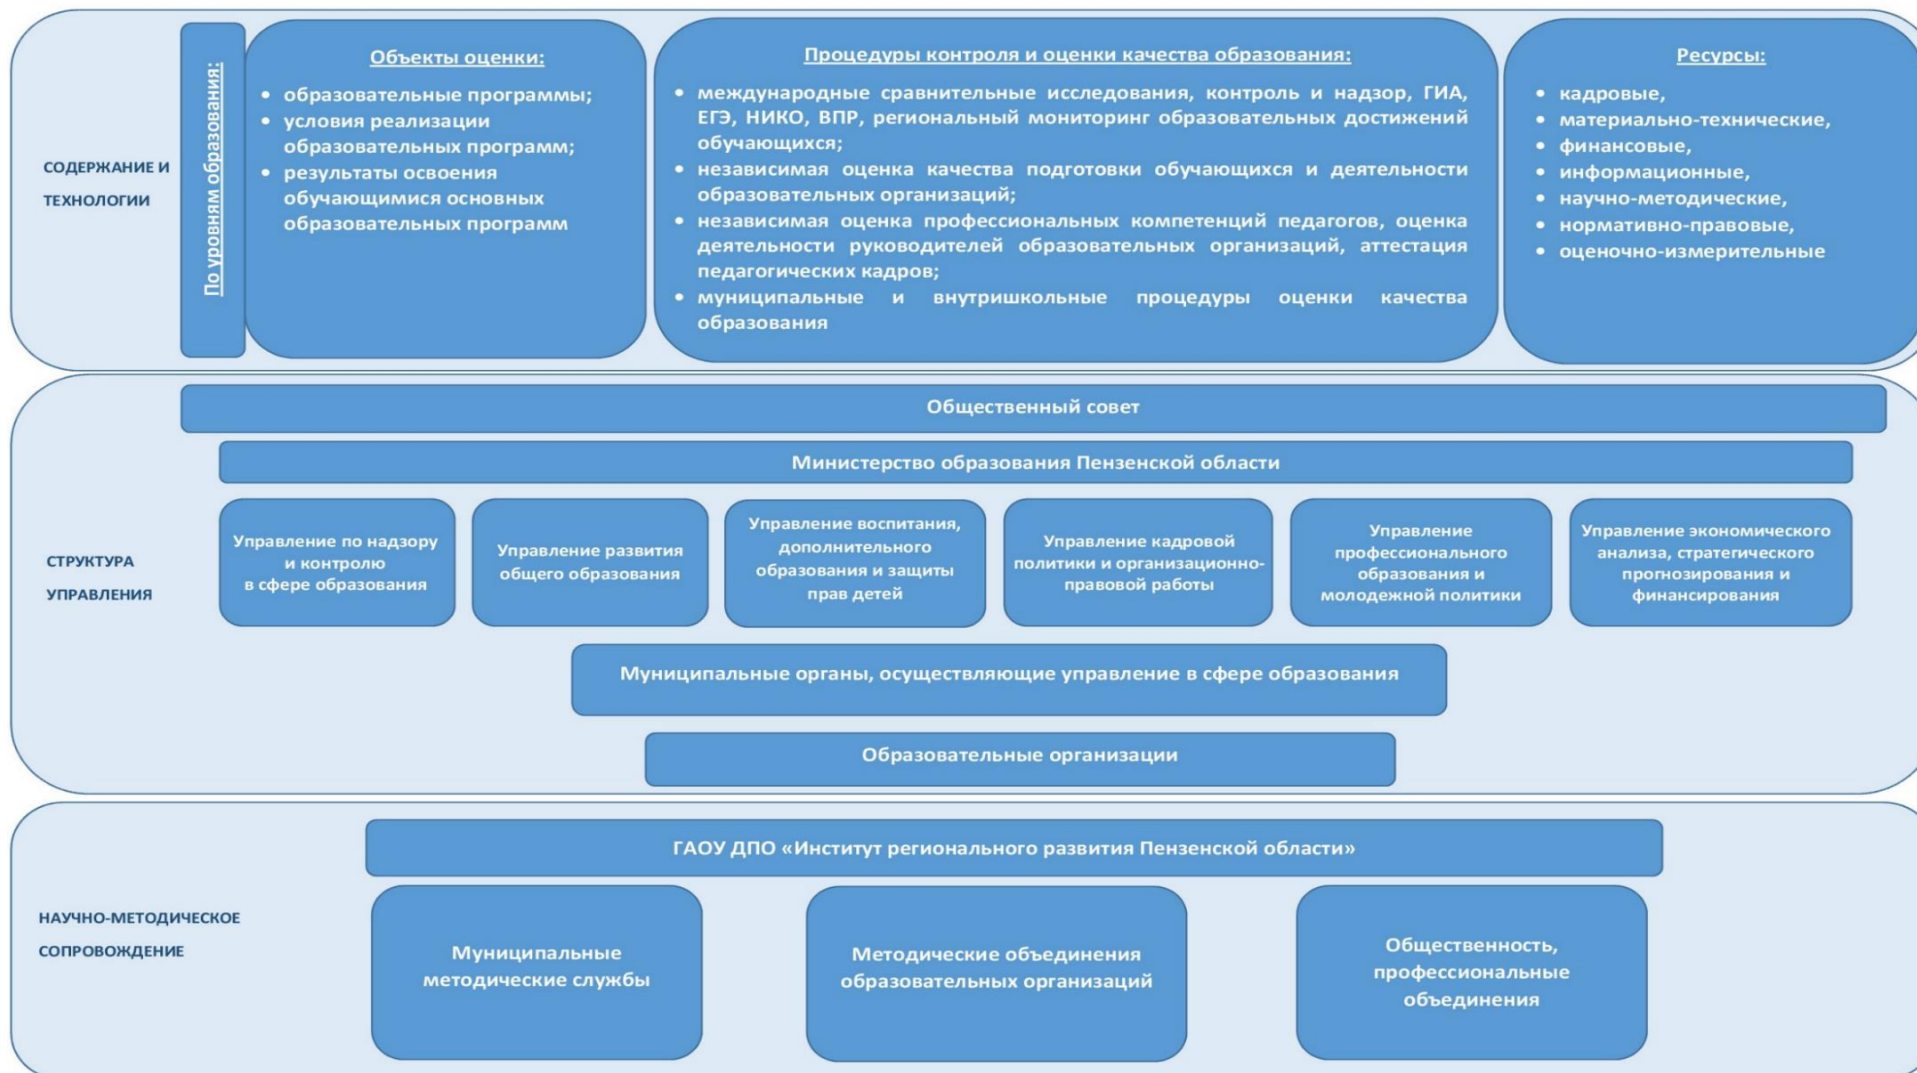 СОДЕРЖАНИЕ И
ТЕХНОЛОГИИ
По уровням образования:
Объекты оценки:
• образовательные программы;
• условия реализации
образовательных программ;
• результаты освоения
обучающимися основных
образовательных программ
Процедуры контроля и оценки качества образования:
• международные сравнительные исследования, контроль и надзор, ГИА,
ЕГЭ, НИКО, ВПР, региональный мониторинг образовательных достижений
обучающихся;
• независимая оценка качества подготовки обучающихся и деятельности
образовательных организаций;
• независимая оценка профессиональных компетенций педагогов, оценка
деятельности руководителей образовательных организаций, аттестация
педагогических кадров;
• муниципальные и внутришкольные процедуры оценки качества
образования
Ресурсы:
• кадровые,
• материально-технические,
• финансовые,
• информационные,
• научно-методические,
• нормативно-правовые,
• оценочно-измерительные
СТРУКТУРА
УПРАВЛЕНИЯ
Общественный совет
Министерство образования Пензенской области
Управление по надзору
и контролю
в сфере образования
Управление развития
общего образования
Управление воспитания,
дополнительного
образования и защиты
прав детей
Управление кадровой
политики и организационно-
правовой работы
Управление
профессионального
образования и
молодежной политики
Управление экономического
анализа, стратегического
прогнозирования и
финансирования
Муниципальные органы, осуществляющие управление в сфере образования
Образовательные организации
НАУЧНО-МЕТОДИЧЕСКОЕ
СОПРОВОЖДЕНИЕ
ГАОУ ДПО «Институт регионального развития Пензенской области»
Муниципальные
методические службы
Методические объединения
образовательных организаций
Общественность,
профессиональные
объединения